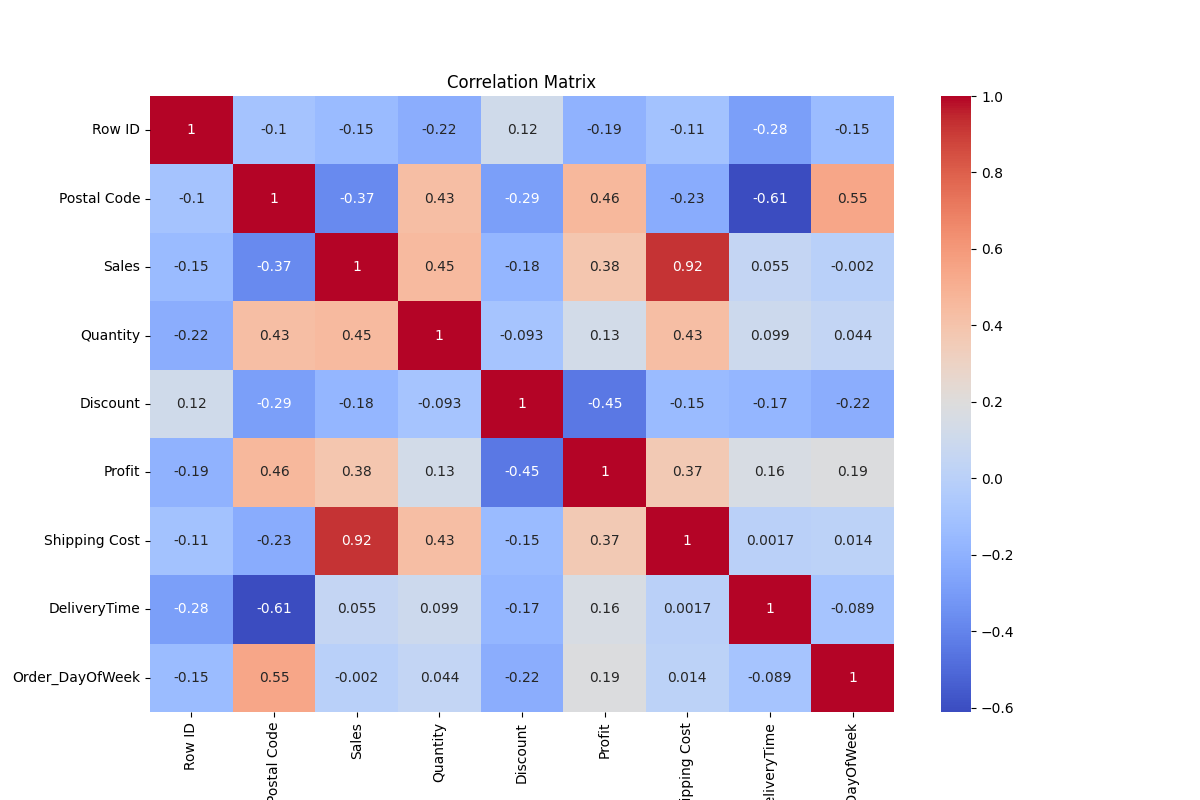 Correlation Matrix
Row ID 1 -0.1 -0.15 -0.22 0.12 -0.19 -0.11 -0.28 -0.15
Postal Code -0.1 1 -0.37 0.43 -0.29 0.46 -0.23 -0.61 0.55
Sales -0.15 -0.37 1 0.45 -0.18 0.38 0.92 0.055 -0.002
Quantity -0.22 0.43 0.45 1 -0.093 0.13 0.43 0.099 0.044
Discount 0.12 -0.29 -0.18 -0.093 1 -0.45 -0.15 -0.17 -0.22
Profit -0.19 0.46 0.38 0.13 -0.45 1 0.37 0.16 0.19
Shipping Cost -0.11 -0.23 0.92 0.43 -0.15 0.37 1 0.0017 0.014
DeliveryTime -0.28 -0.61 0.055 0.099 -0.17 0.16 0.0017 1 -0.089
Order_DayOfWeek -0.15 0.55 -0.002 0.044 -0.22 0.19 0.014 -0.089 1
Row ID
Postal Code
Sales
Quantity
Discount
Profit
ipping Cost
eliveryTime
DayOfWeek
1.0
0.8
0.6
0.4
0.2
0.0
−0.2
−0.4
−0.6